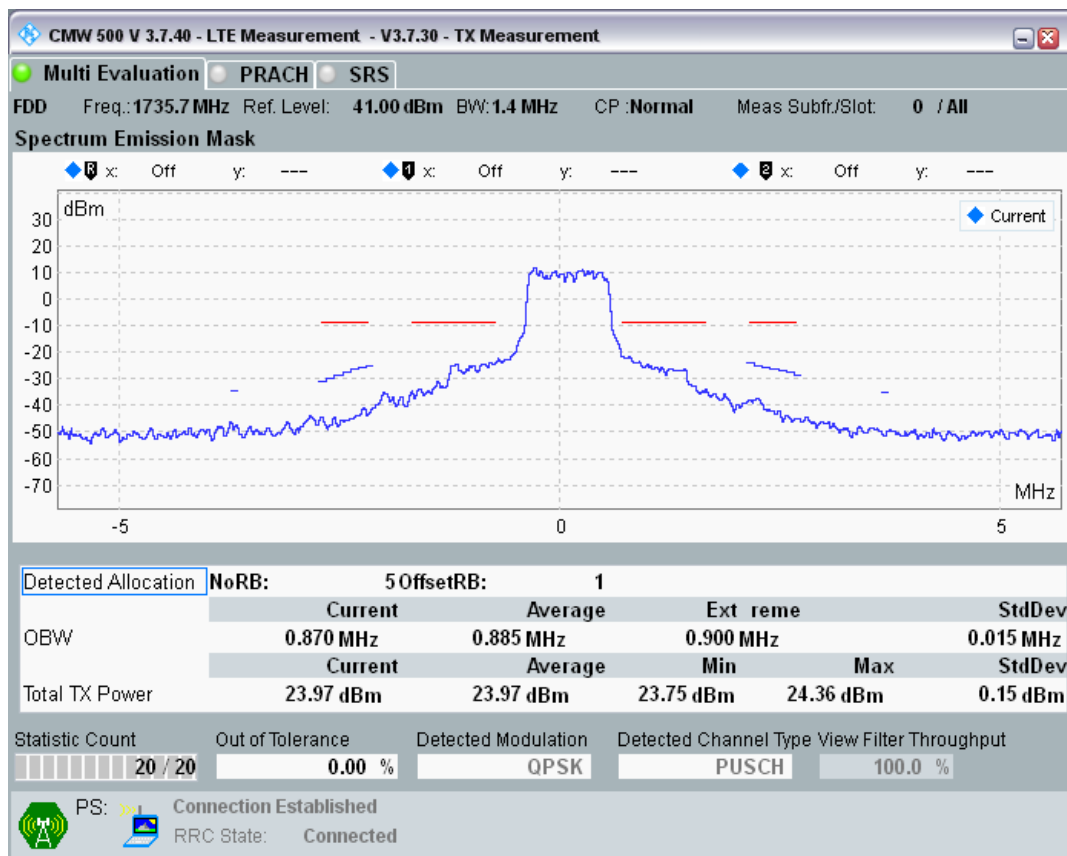 CMW 500 V 3.7.40 - LTE Measurement - V3.7.30 - TX Measurement
Multi Evaluation PRACH SRS
FDD Freq.:1735.7 MHz Ref. Level: 41.00 dBm BW:1.4 MHz CP :Normal Meas Subfr./Slot: 0 / All
Spectrum Emission Mask
R x: Off y: --- 1 x: Off y: --- 2 x: Off y: ---
dBm
Current
30
20
10
0
-10
-20
-30
-40
-50
-60
-70
MHz
-5 0 5
Detected Allocation NoRB: 5 OffsetRB: 1
Current Average Ext reme StdDev
OBW 0.870 MHz 0.885 MHz 0.900 MHz 0.015 MHz
Current Average Min Max StdDev
Total TX Power 23.97 dBm 23.97 dBm 23.75 dBm 24.36 dBm 0.15 dBm
Statistic Count Out of Tolerance Detected Modulation Detected Channel Type View Filter Throughput
20 / 20 0.00 % QPSK PUSCH 100.0 %
PS: Connection Established
RRC State: Connected